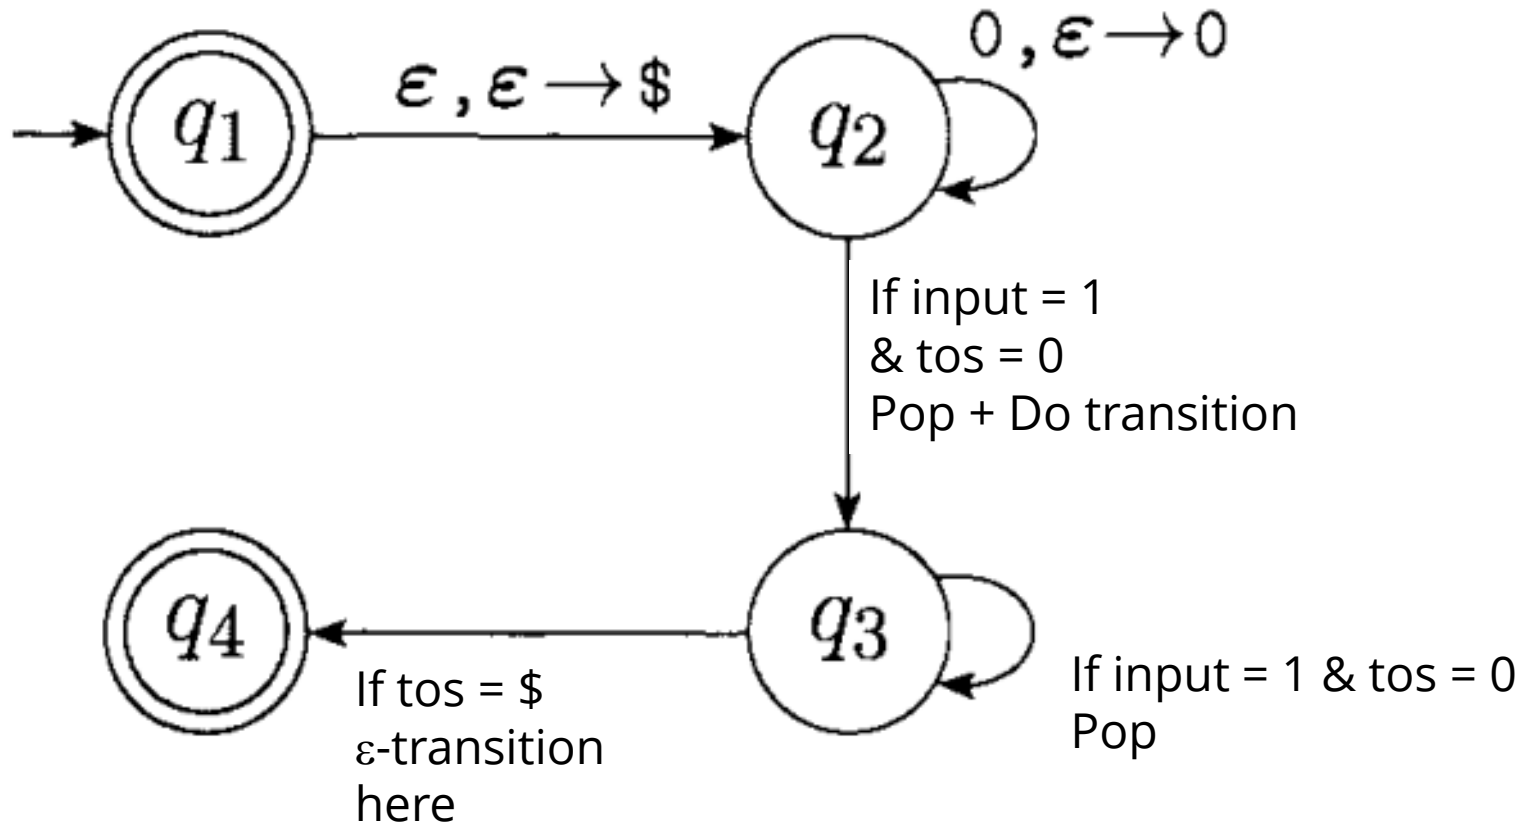 q1
ε , ε → $
q2
0 , ε → 0
If input = 1
& tos = 0
Pop + Do transition
q4
If tos = $
ε-transition
here
q3
If input = 1 & tos = 0
Pop